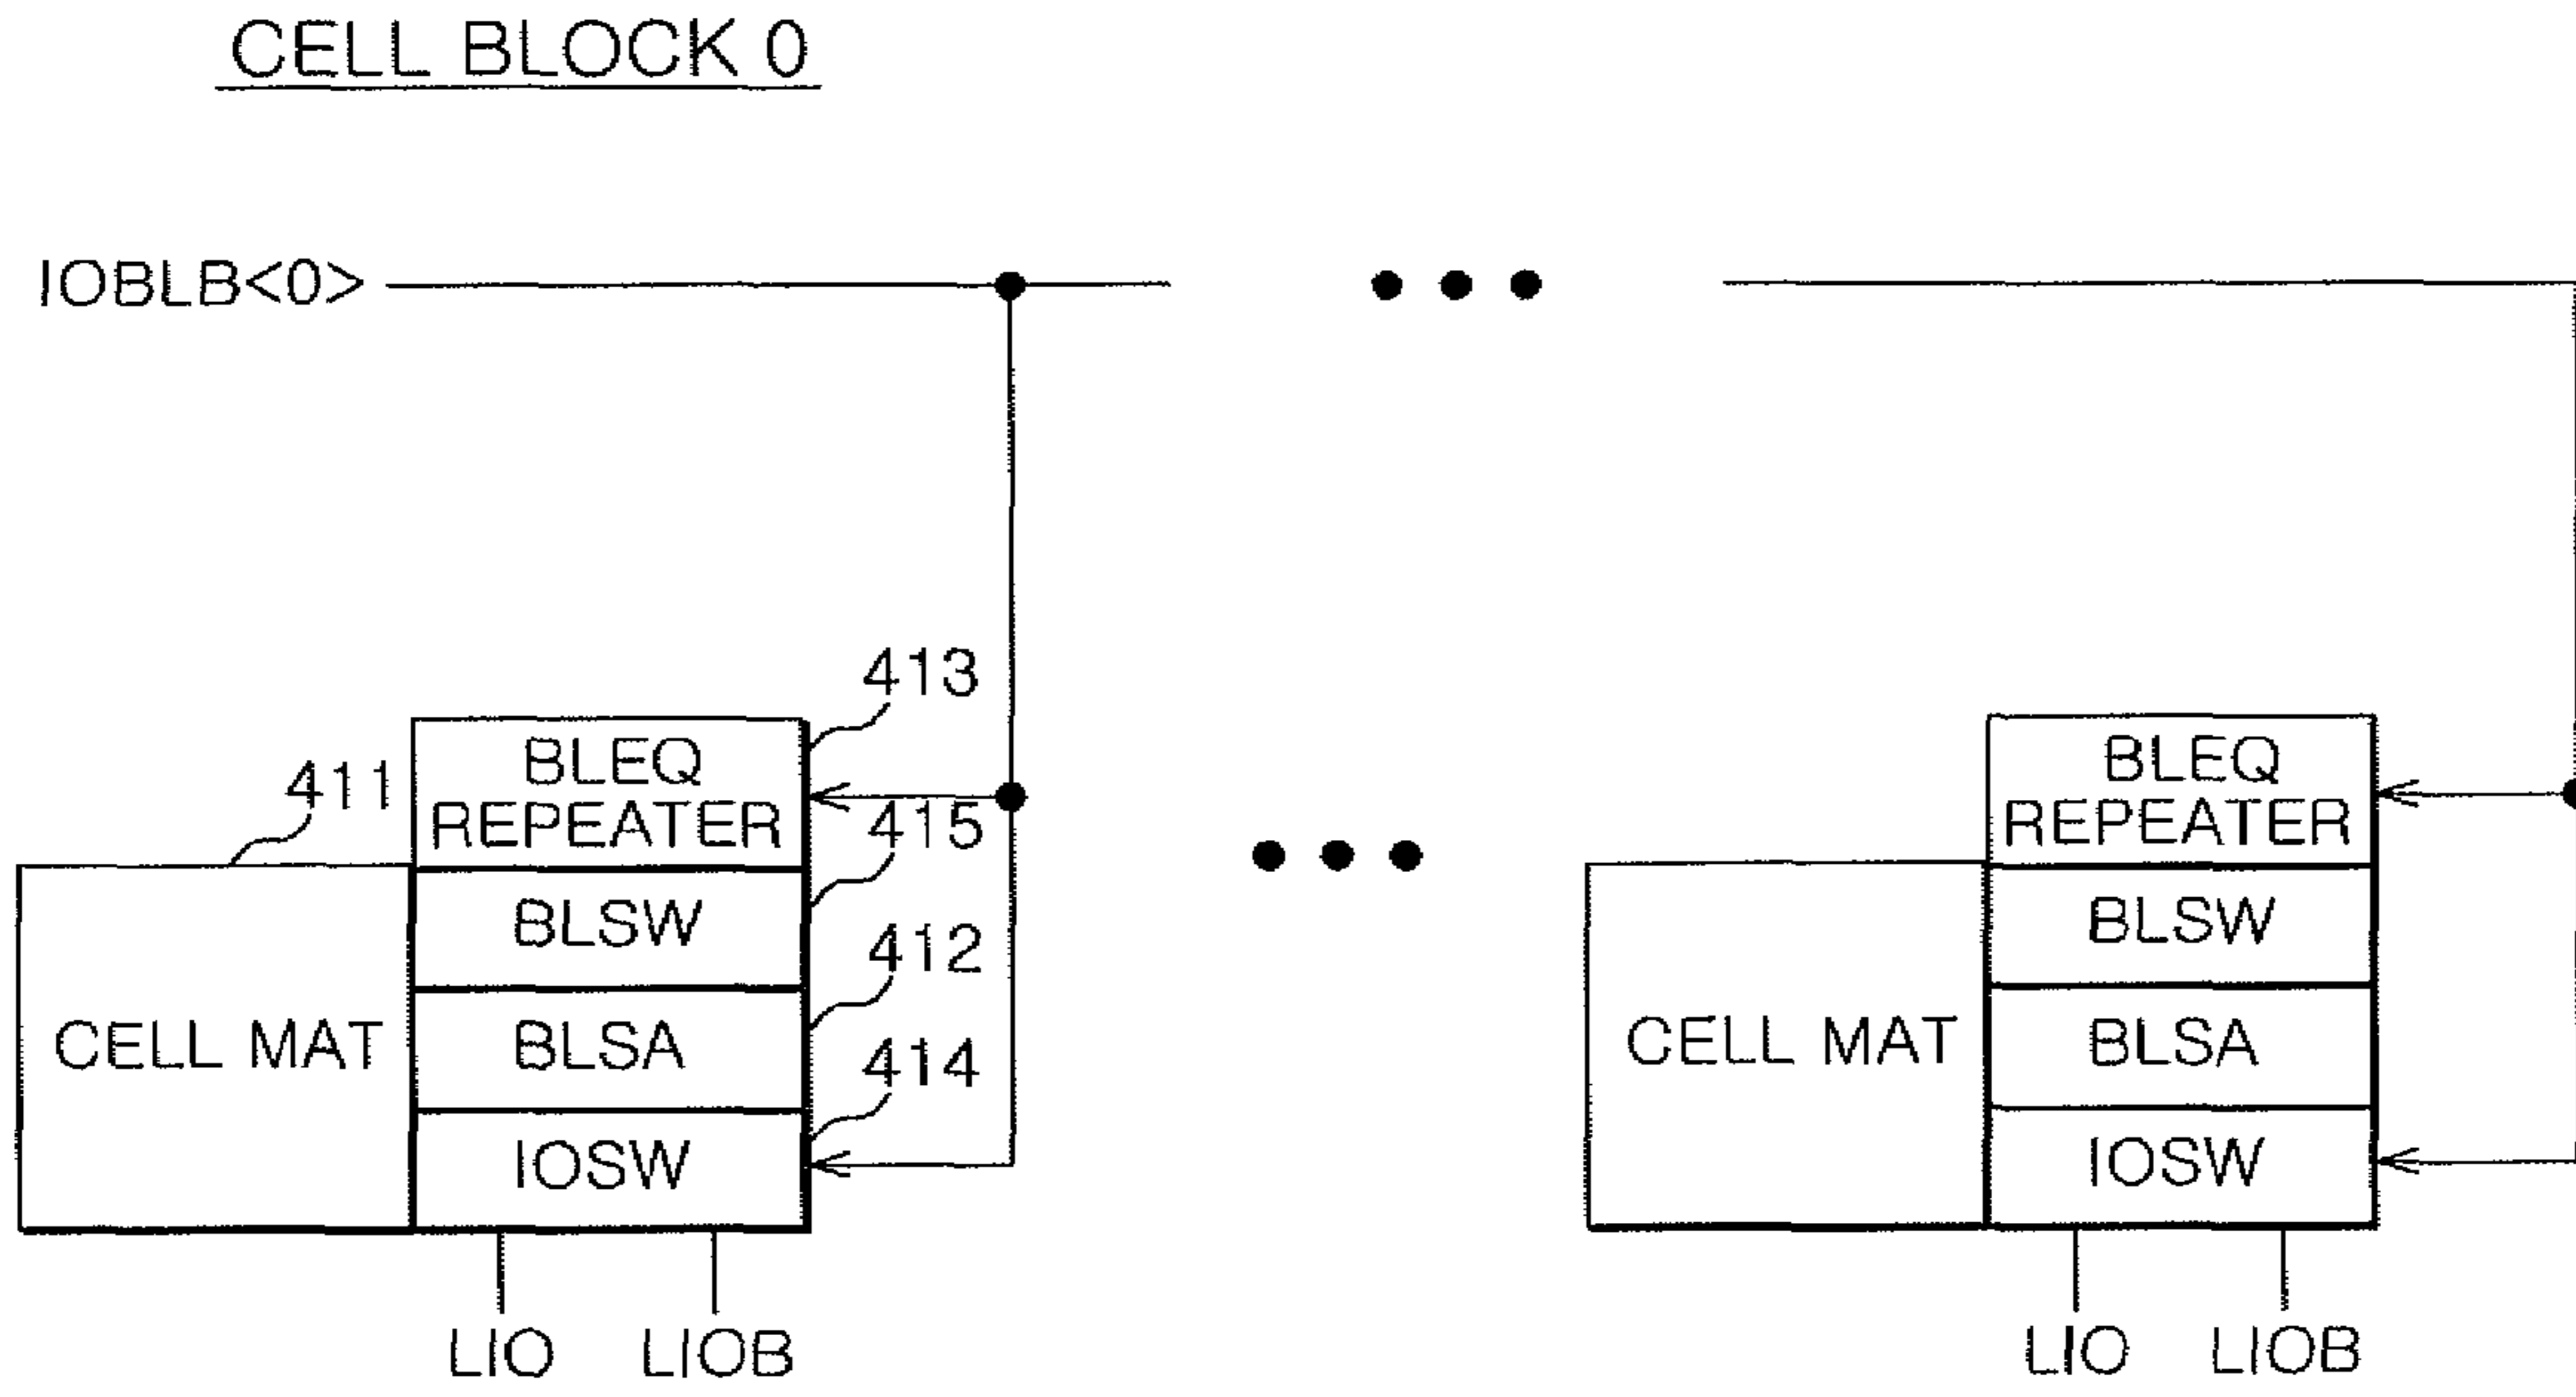 CELL BLOCK 0
IOBLB<0>
413
BLEQ
REPEATER
411
415
BLSW
412
CELL MAT
BLSA
414
IOSW
LIO
LIOB
BLEQ
REPEATER
BLSW
CELL MAT
BLSA
IOSW
LIO
LIOB